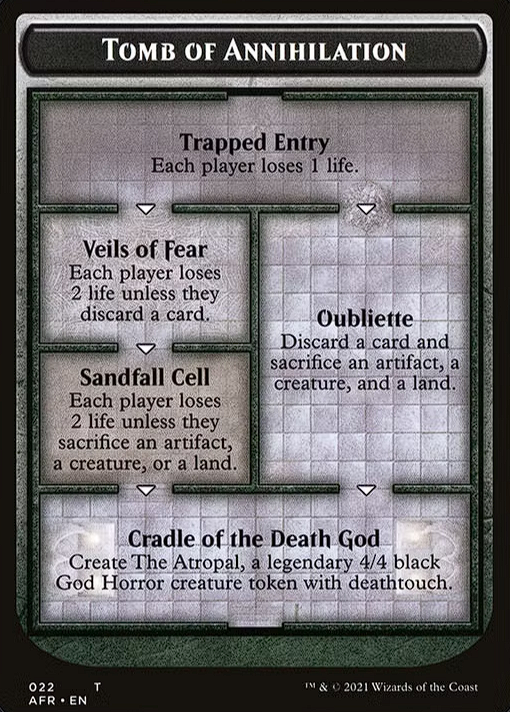 TOMB OF ANNIHILATION
Trapped Entry
Each player loses 1 life.
Veils of Fear
Each player loses
2 life unless they
discard a card.
Oubliette
Discard a card and
sacrifice an artifact, a
creature, and a land.
Sandfall Cell
Each player loses
2 life unless they
sacrifice an artifact,
a creature, or a land.
Cradle of the Death God
Create The Atropal, a legendary 4/4 black
God Horror creature token with deathtouch.
022 T
AFR • EN
™ & © 2021 Wizards of the Coast